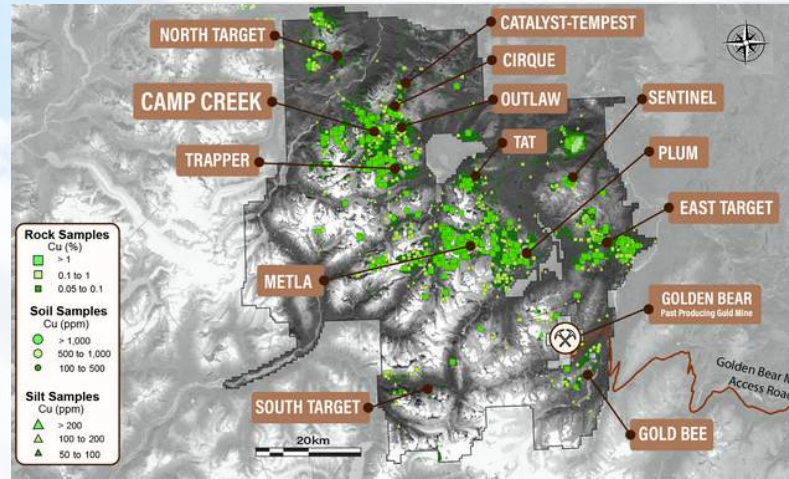 NORTH TARGET
CATALYST-TEMPEST
CIRQUE
CAMP CREEK
OUTLAW
SENTINEL
TRAPPER
TAT
PLUM
EAST TARGET
METLA
GOLDEN BEAR
Past Producing Gold Mine
Golden Bear M
Access Road
SOUTH TARGET
GOLD BEE
20km
Rock Samples
Cu (%)
> 1
0.1 to 1
0.05 to 0.1
Soil Samples
Cu (ppm)
> 1,000
500 to 1,000
100 to 500
Silt Samples
Cu (ppm)
> 200
100 to 200
50 to 100